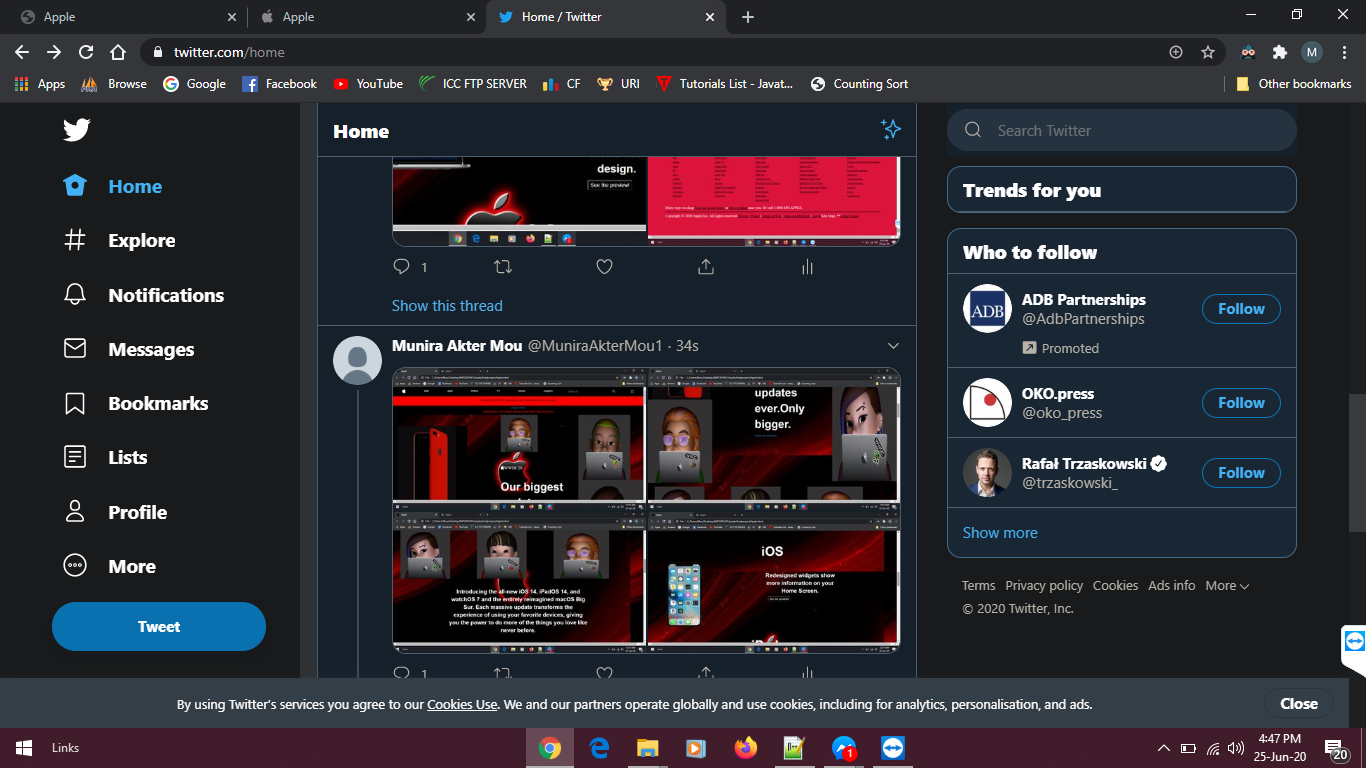 Apple
Apple
Home / Twitter
twitter.com/home
M
Apps
Browse
Google
Facebook
YouTube
ICC FTP SERVER
CF
URI
Tutorials List - Javat...
Counting Sort
Other bookmarks
Home
Explore
Notifications
Messages
Bookmarks
Lists
Profile
More
Tweet
Home
design.
See the preview!
1
Show this thread
Munira Akter Mou @MuniraAkterMou1 · 34s
Our biggest
updates
ever.Only
bigger.
Introducing the all-new iOS 14, iPadOS 14, and
watchOS 7 and the entirely reimagined macOS Big
Sur. Each massive update transforms the
experience of using your favorite devices, giving
you the power to do more of the things you love like
never before.
iOS
Redesigned widgets show
more information on your
Home Screen.
1
Search Twitter
Trends for you
Who to follow
ADB
ADB Partnerships
@AdbPartnerships
Promoted
Follow
OKO.press
@oko_press
Follow
Rafał Trzaskowski
@trzaskowski_
Follow
Show more
Terms Privacy policy Cookies Ads info More
© 2020 Twitter, Inc.
By using Twitter's services you agree to our Cookies Use. We and our partners operate globally and use cookies, including for analytics, personalisation, and ads.
Close
Links
1
4:47 PM
25-Jun-20
20